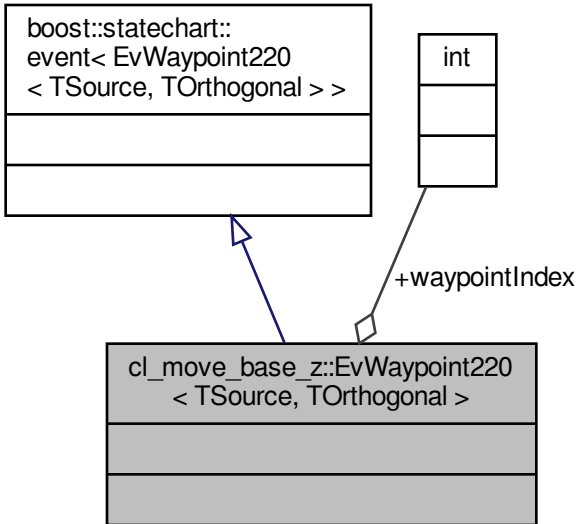 boost::statechart::
event< EvWaypoint220
< TSource, TOrthogonal > >
int
+waypointIndex
cl_move_base_z::EvWaypoint220
< TSource, TOrthogonal >